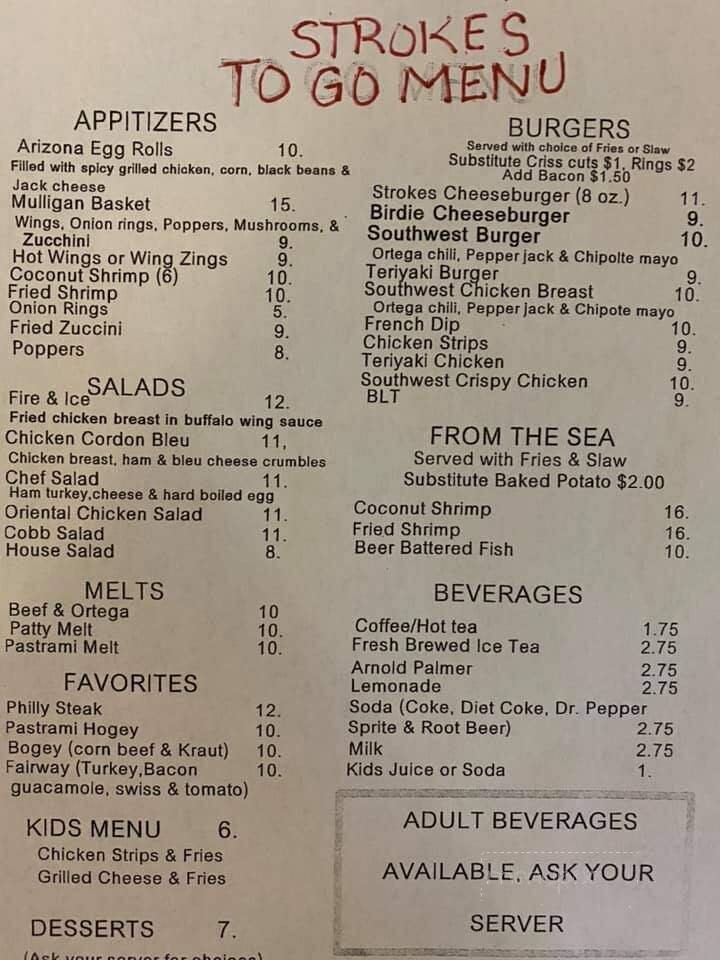 STROKES
TO GO MENU
APPITIZERS
Arizona Egg Rolls 10.
Filled with spicy grilled chicken, corn, black beans &
Jack cheese
Mulligan Basket 15.
Wings, Onion rings, Poppers, Mushrooms, &
Zucchini 9.
Hot Wings or Wing Zings 9.
Coconut Shrimp (6) 10.
Fried Shrimp 10.
Onion Rings 5.
Fried Zuccini 9.
Poppers 8.
SALADS
Fire & Ice 12.
Fried chicken breast in buffalo wing sauce
Chicken Cordon Bleu 11,
Chicken breast, ham & bleu cheese crumbles
Chef Salad 11.
Ham turkey,cheese & hard boiled egg
Oriental Chicken Salad 11.
Cobb Salad 11.
House Salad 8.
MELTS
Beef & Ortega 10
Patty Melt 10.
Pastrami Melt 10.
FAVORITES
Philly Steak 12.
Pastrami Hogey 10.
Bogey (corn beef & Kraut) 10.
Fairway (Turkey,Bacon 10.
guacamole, swiss & tomato)
KIDS MENU 6.
Chicken Strips & Fries
Grilled Cheese & Fries
DESSERTS 7.
(Ask your server for choices)
BURGERS
Served with choice of Fries or Slaw
Substitute Criss cuts $1, Rings $2
Add Bacon $1.50
Strokes Cheeseburger (8 oz.) 11.
Birdie Cheeseburger 9.
Southwest Burger 10.
Ortega chili, Pepper jack & Chipolte mayo
Teriyaki Burger 9.
Southwest Chicken Breast 10.
Ortega chili, Pepper jack & Chipote mayo
French Dip 10.
Chicken Strips 9.
Teriyaki Chicken 9.
Southwest Crispy Chicken 10.
BLT 9.
FROM THE SEA
Served with Fries & Slaw
Substitute Baked Potato $2.00
Coconut Shrimp 16.
Fried Shrimp 16.
Beer Battered Fish 10.
BEVERAGES
Coffee/Hot tea 1.75
Fresh Brewed Ice Tea 2.75
Arnold Palmer 2.75
Lemonade 2.75
Soda (Coke, Diet Coke, Dr. Pepper
Sprite & Root Beer) 2.75
Milk 2.75
Kids Juice or Soda 1.
ADULT BEVERAGES
AVAILABLE, ASK YOUR
SERVER